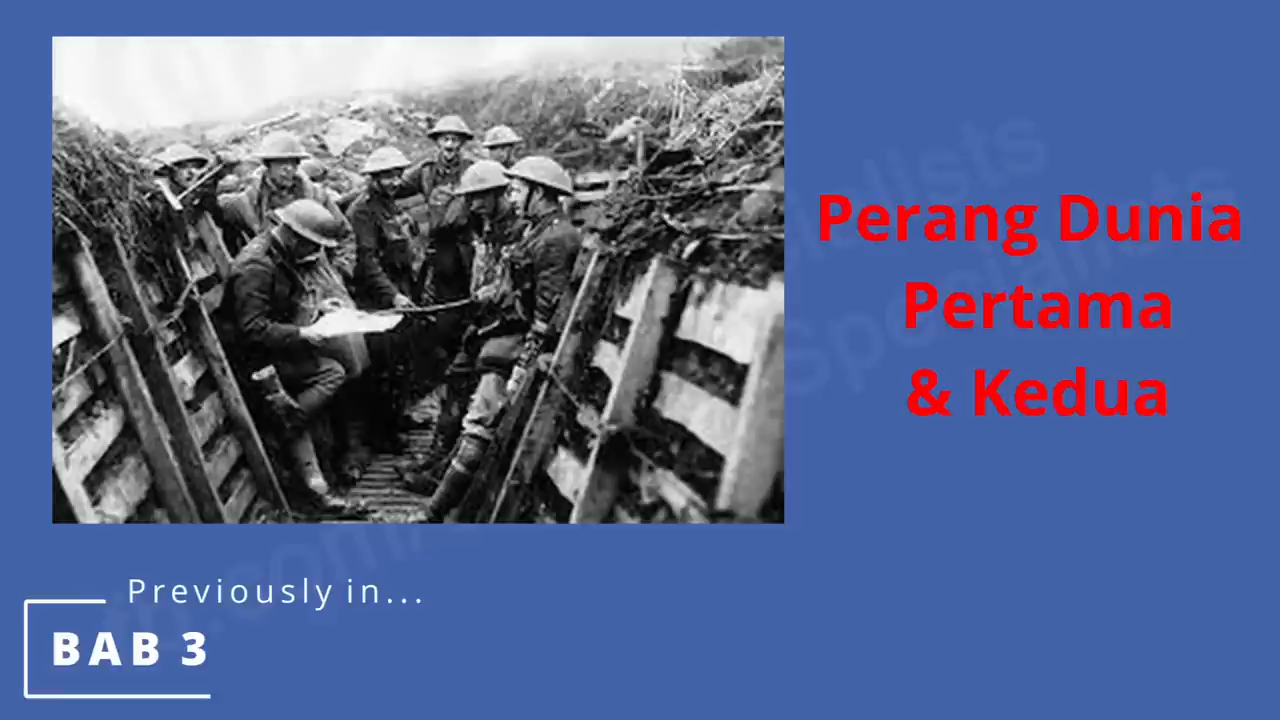 Perang Dunia
Pertama
& Kedua
Previously in...
BAB 3